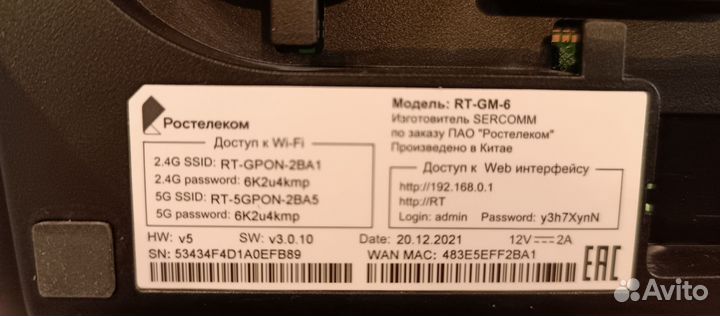 Ростелеком
Доступ к Wi-Fi
2.4G SSID: RT-GPON-2BA1
2.4G password: 6K2u4kmp
5G SSID: RT-5GPON-2BA5
5G password: 6K2u4kmp
Модель: RT-GM-6
Изготовитель SERCOMM
по заказу ПАО "Ростелеком"
Произведено в Китае
Доступ к Web интерфейсу
http://192.168.0.1
http://RT
Login: admin Password: y3h7XynN
HW: v5 SW: v3.0.10 Date: 20.12.2021 12V 2A
SN: 53434F4D1A0EFB89 WAN MAC: 483E5EFF2BA1
EAC
Avito